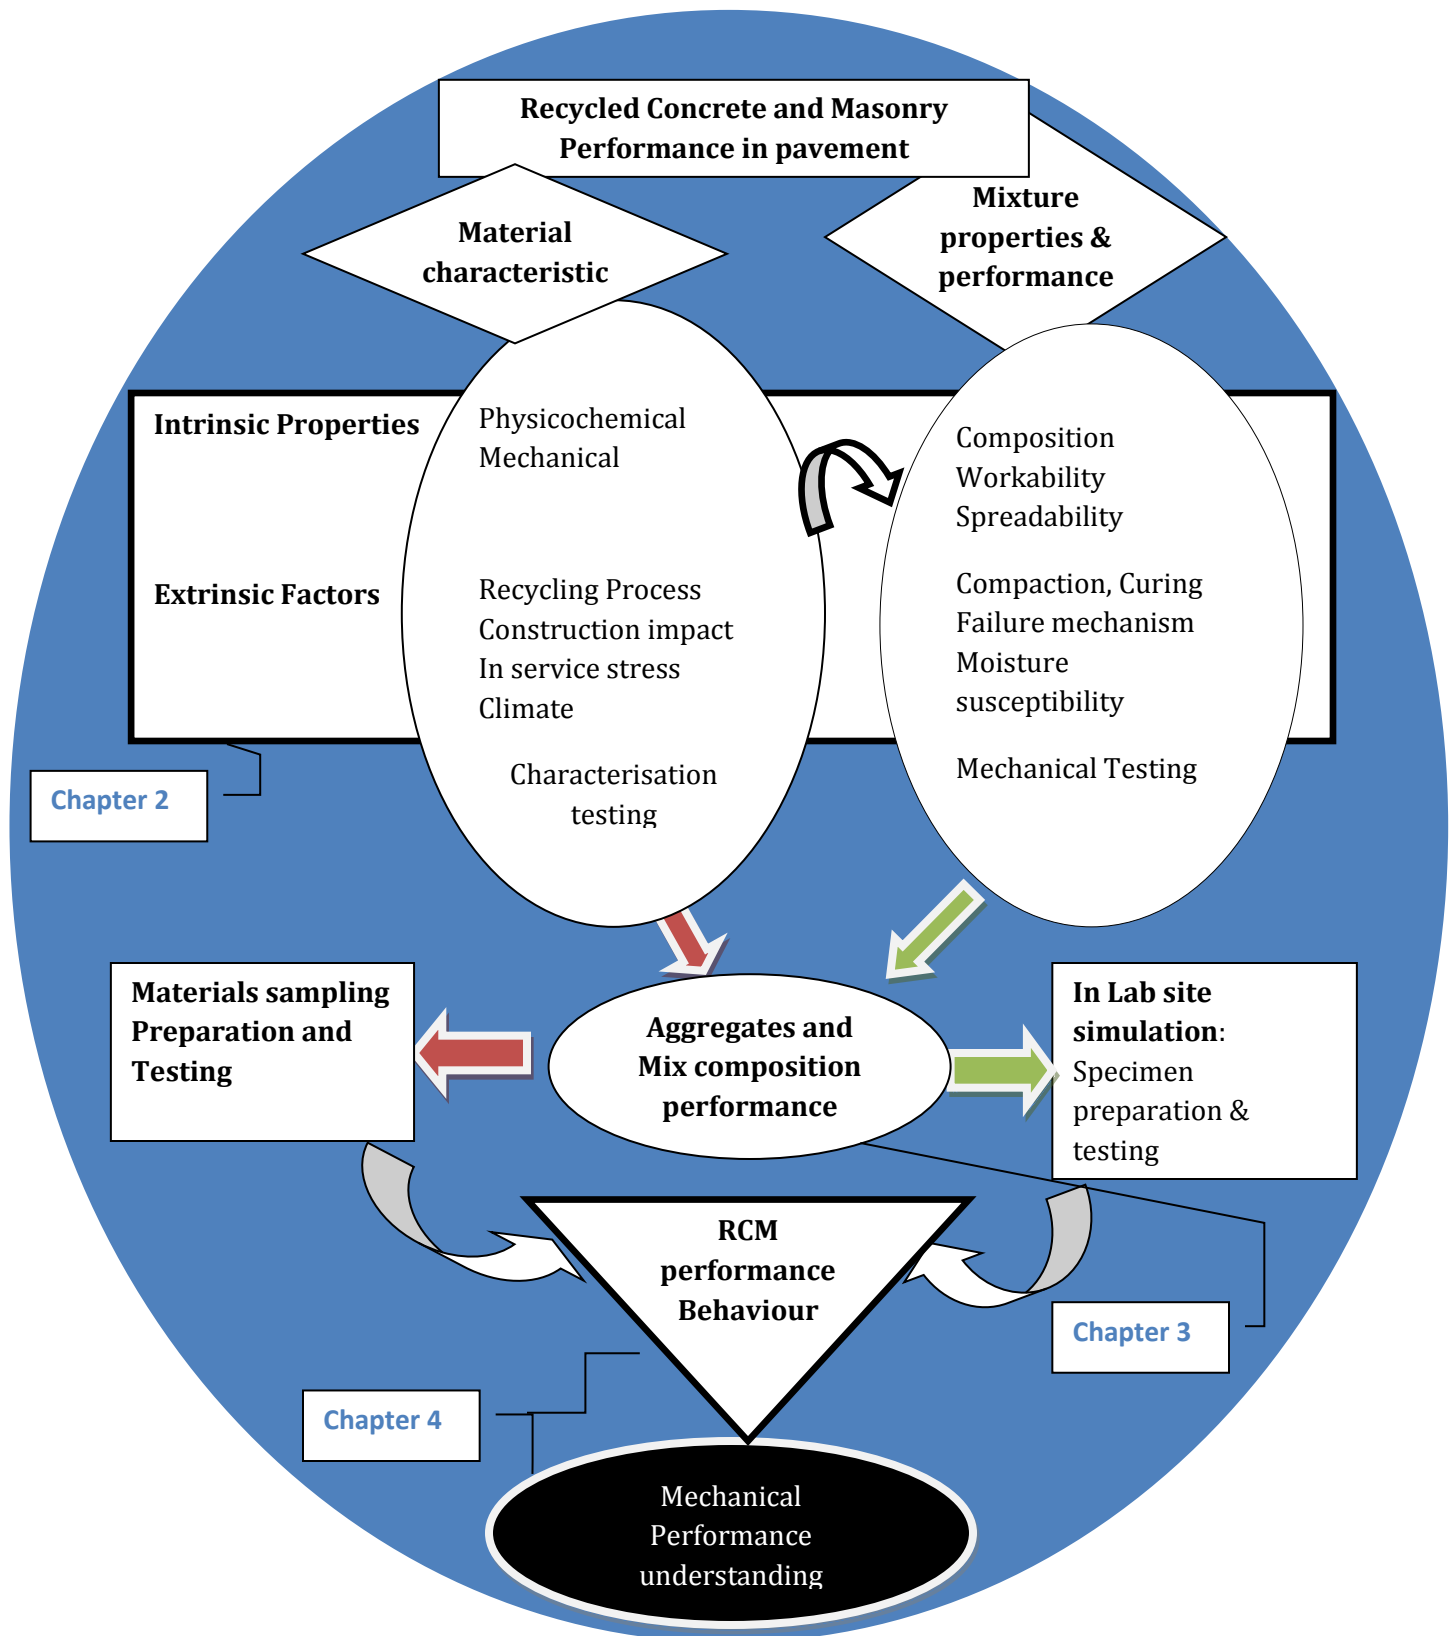 Recycled Concrete and Masonry
Performance in pavement
Material
characteristic
Mixture
properties &
performance
Intrinsic Properties
Physicochemical
Mechanical
Extrinsic Factors
Recycling Process
Construction impact
In service stress
Climate
Characterisation
testing
Composition
Workability
Spreadability
Compaction, Curing
Failure mechanism
Moisture
susceptibility
Mechanical Testing
Chapter 2
Materials sampling
Preparation and
Testing
Aggregates and
Mix composition
performance
In Lab site
simulation:
Specimen
preparation &
testing
RCM
performance
Behaviour
Chapter 3
Chapter 4
Mechanical
Performance
understanding